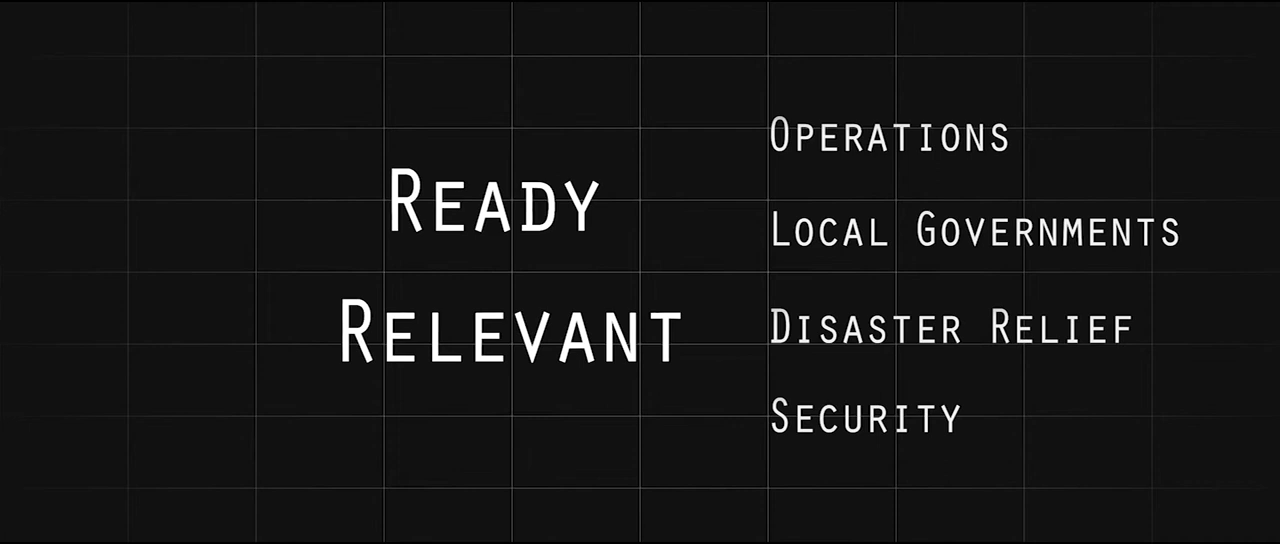 Ready
Relevant
Operations
Local Governments
Disaster Relief
Security